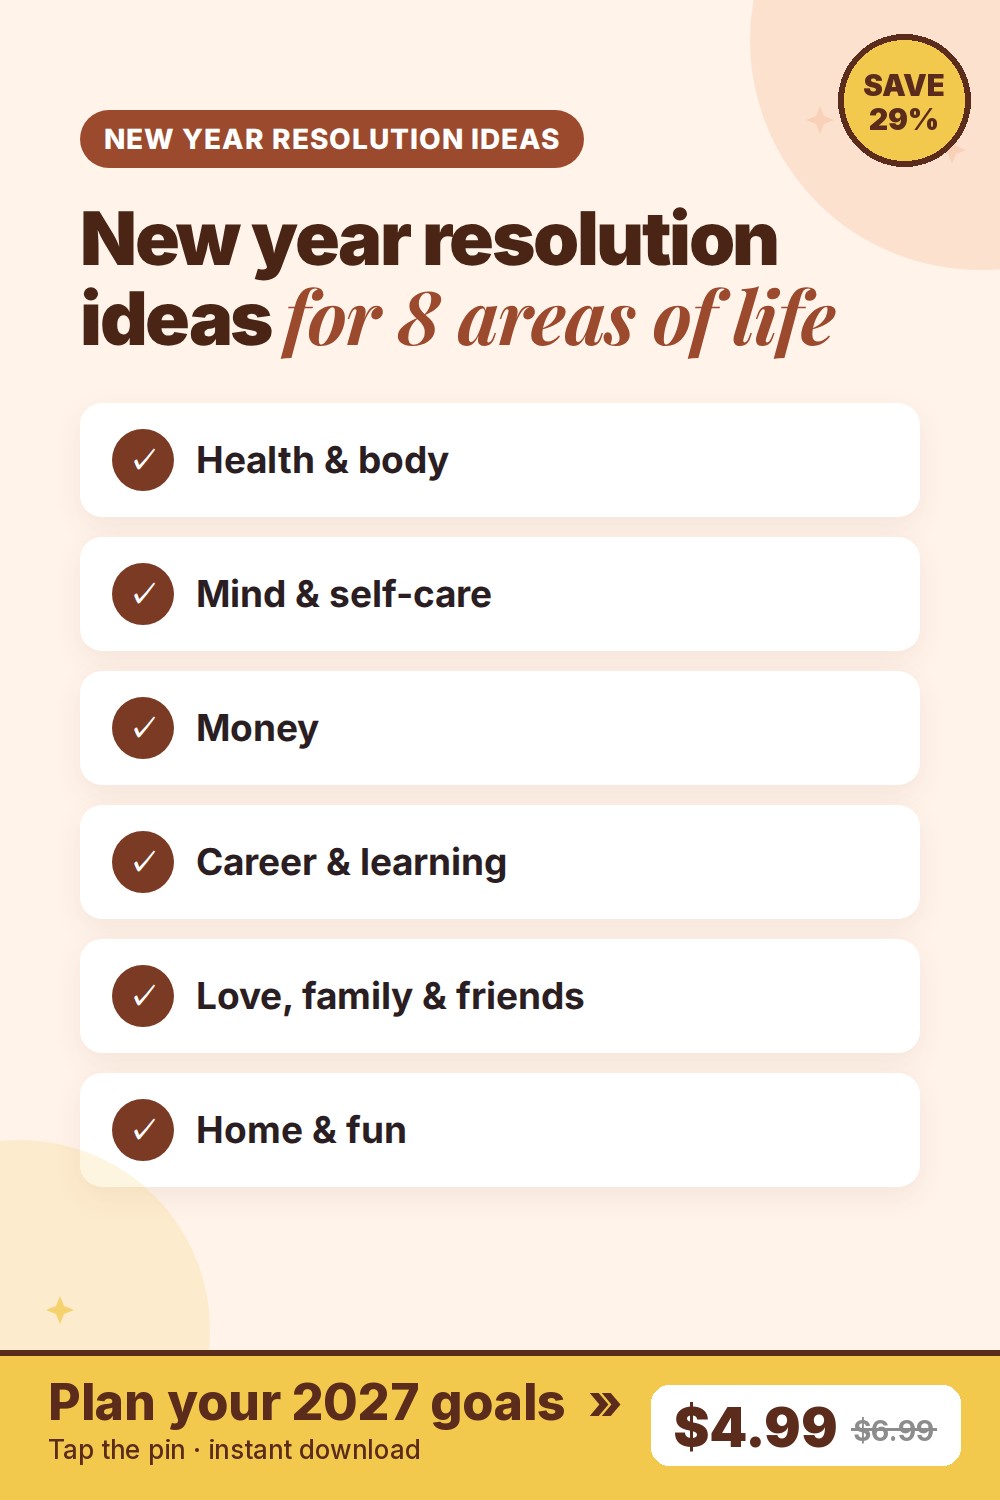 SAVE
29%
NEW YEAR RESOLUTION IDEAS
New year resolution
ideas for 8 areas of life
✓ Health & body
✓ Mind & self-care
✓ Money
✓ Career & learning
✓ Love, family & friends
✓ Home & fun
Plan your 2027 goals »
Tap the pin · instant download
$4.99 $6.99